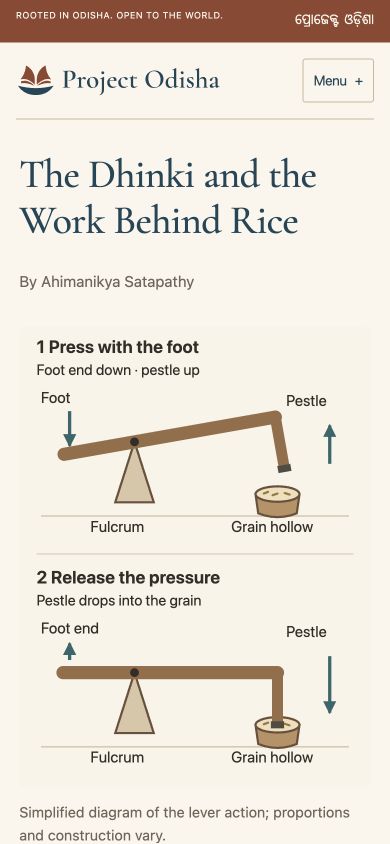 ROOTED IN ODISHA. OPEN TO THE WORLD.
ପ୍ରୋଜେକ୍ଟ ଓଡ଼ିଶା
Project Odisha
Menu +
The Dhinki and the
Work Behind Rice
By Ahimanikya Satapathy
1 Press with the foot
Foot end down · pestle up
Foot
Pestle
Fulcrum
Grain hollow
2 Release the pressure
Pestle drops into the grain
Foot end
Pestle
Fulcrum
Grain hollow
Simplified diagram of the lever action; proportions
and construction vary.